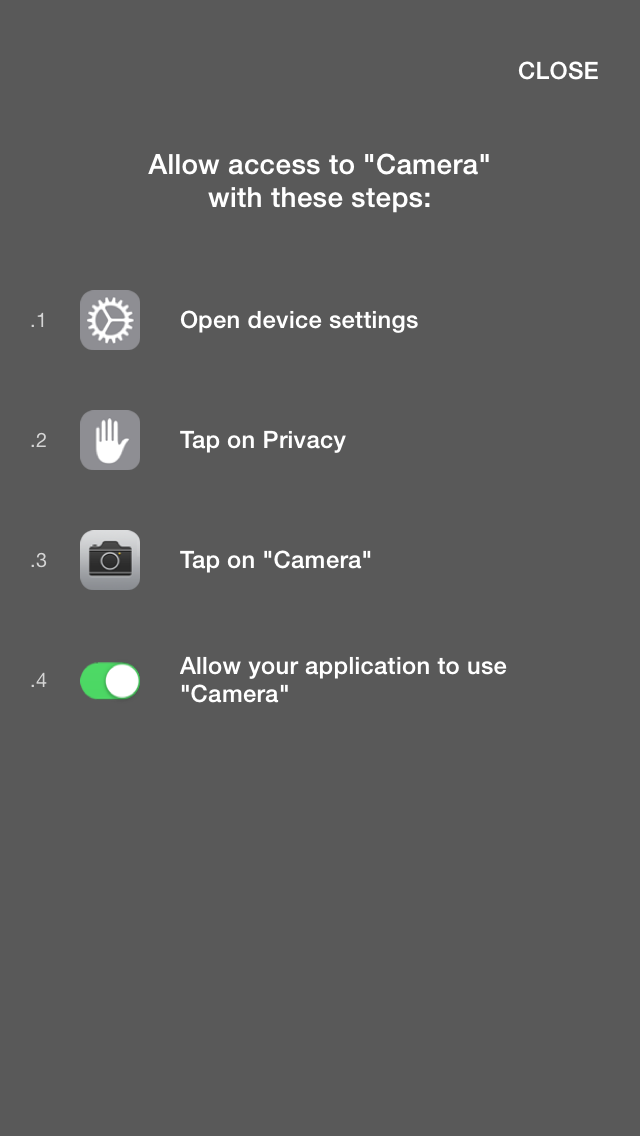 CLOSE
Allow access to "Camera"
with these steps:
.1 Open device settings
.2 Tap on Privacy
.3 Tap on "Camera"
.4 Allow your application to use
"Camera"